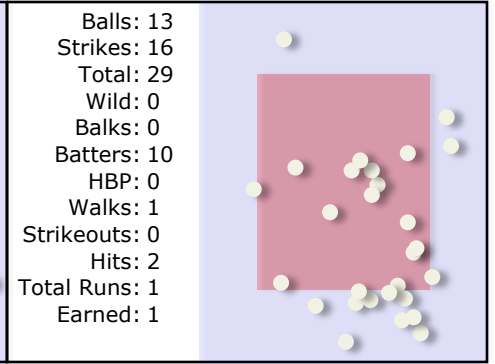 Balls: 13
Strikes: 16
Total: 29
Wild: 0
Balks: 0
Batters: 10
HBP: 0
Walks: 1
Strikeouts: 0
Hits: 2
Total Runs: 1
Earned: 1